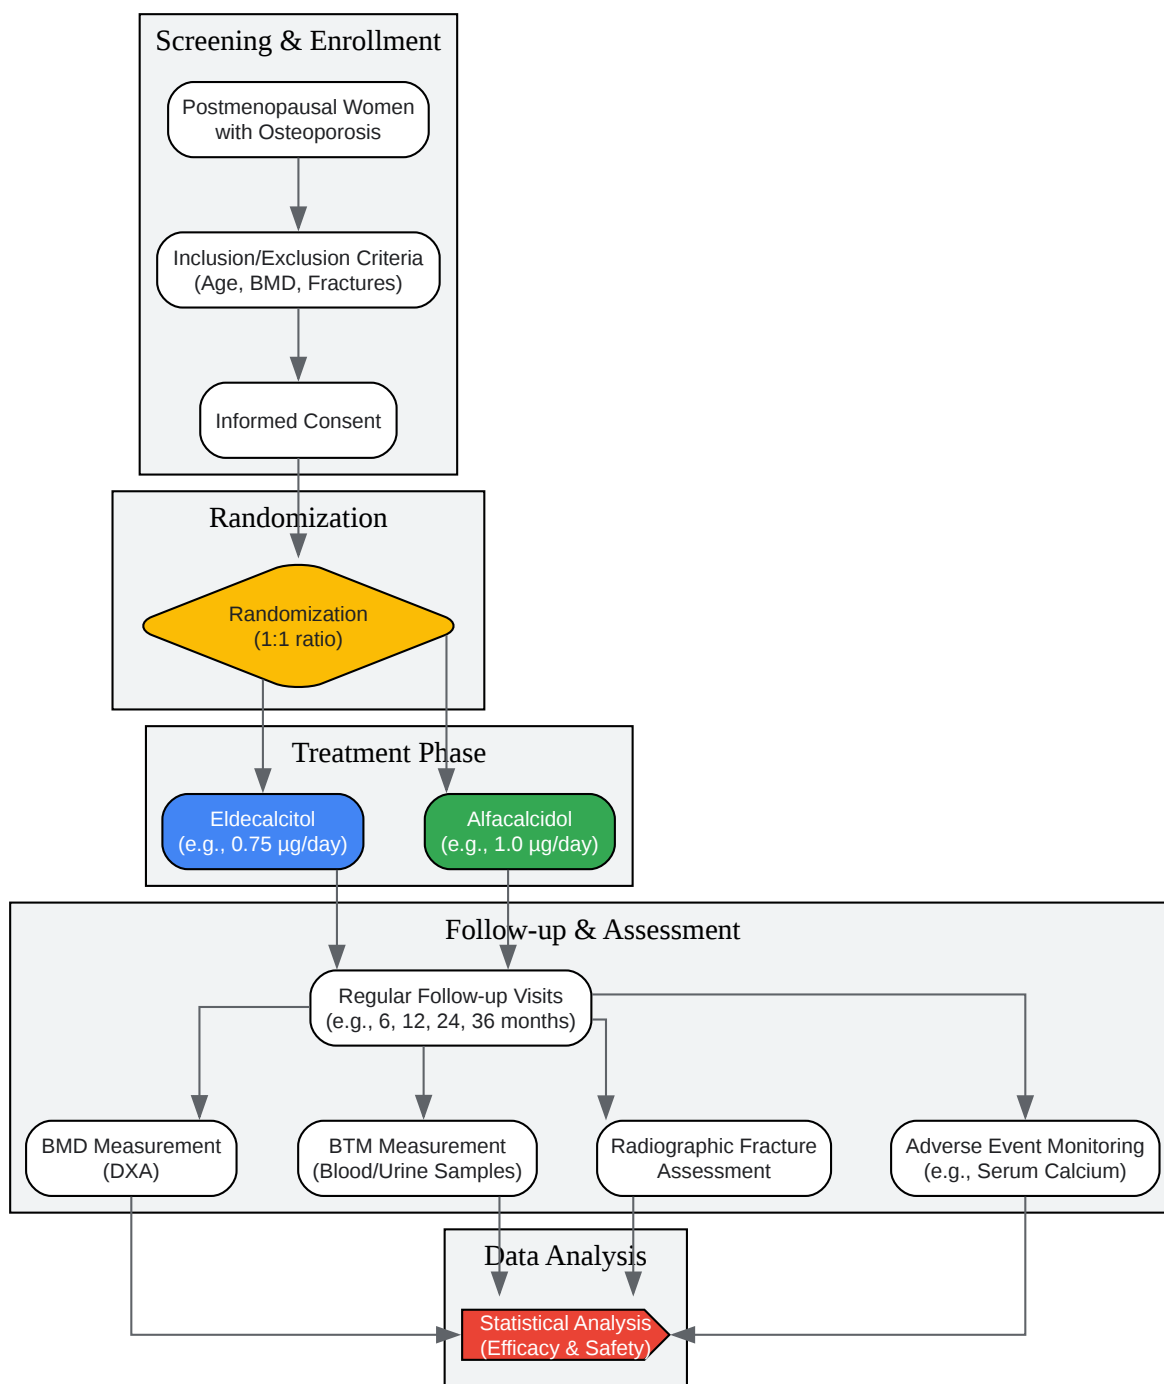 Screening & Enrollment
Postmenopausal Women
with Osteoporosis
Inclusion/Exclusion Criteria
(Age, BMD, Fractures)
Informed Consent
Randomization
Randomization
(1:1 ratio)
Treatment Phase
Eldecalcitol
(e.g., 0.75 µg/day)
Alfacalcidol
(e.g., 1.0 µg/day)
Follow-up & Assessment
Regular Follow-up Visits
(e.g., 6, 12, 24, 36 months)
BMD Measurement
(DXA)
BTM Measurement
(Blood/Urine Samples)
Radiographic Fracture
Assessment
Adverse Event Monitoring
(e.g., Serum Calcium)
Data Analysis
Statistical Analysis
(Efficacy & Safety)